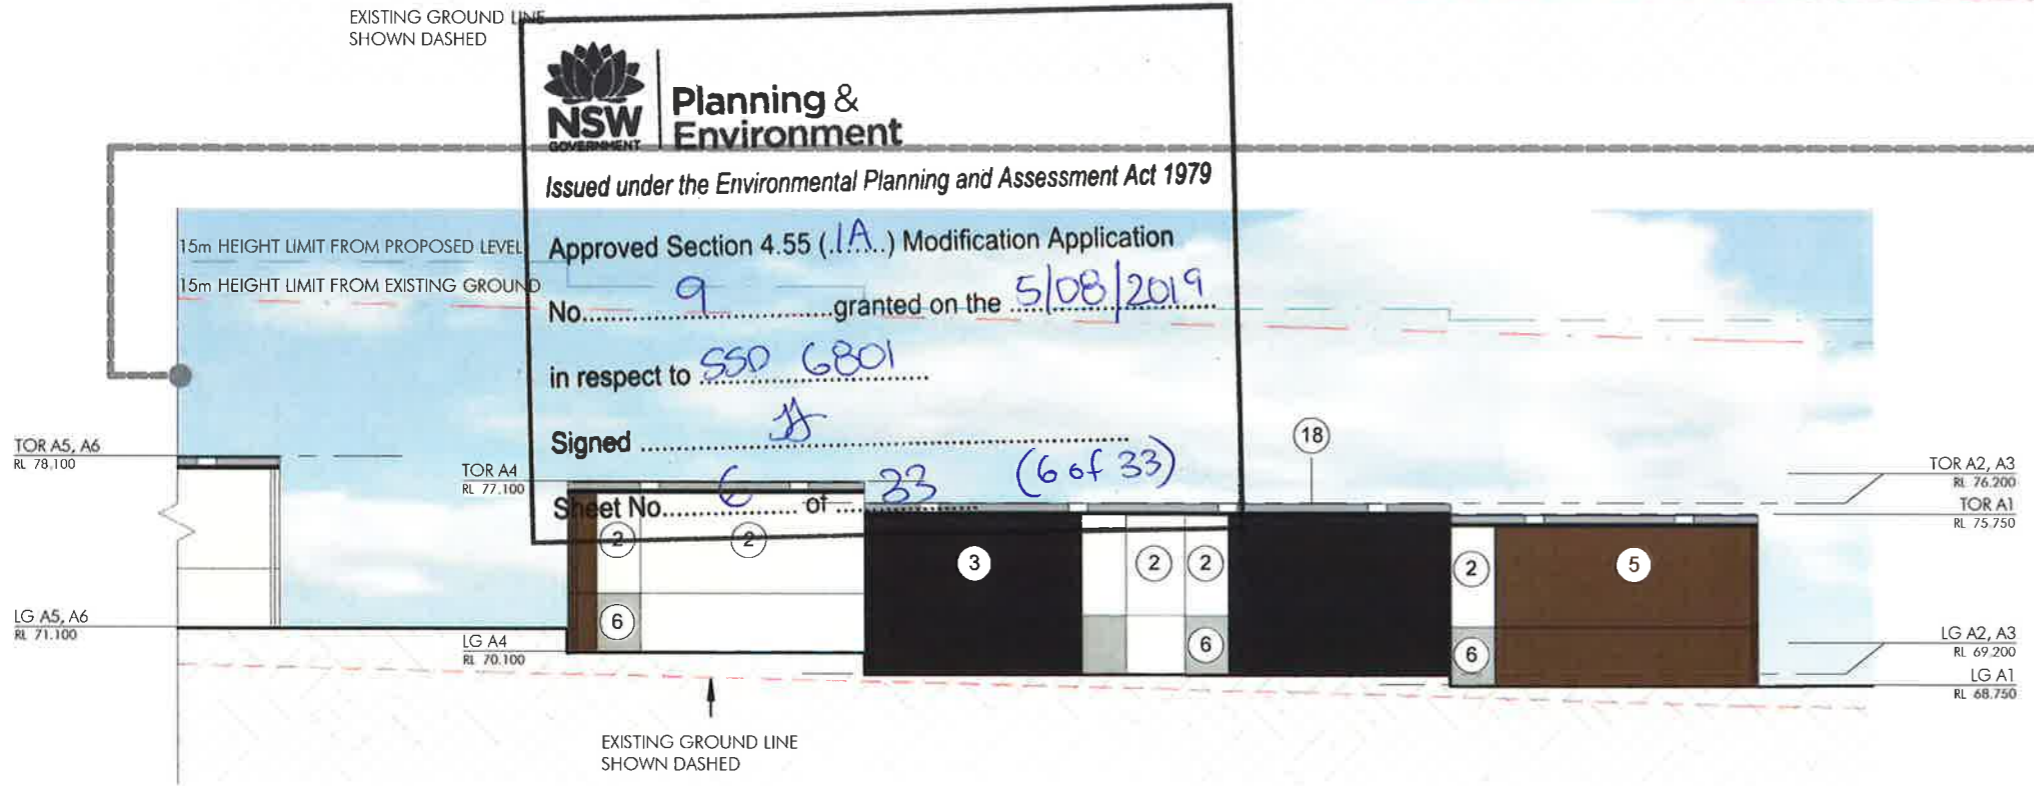 EXISTING GROUND LINE
SHOWN DASHED
NSW
GOVERNMENT
Planning &
Environment
Issued under the Environmental Planning and Assessment Act 1979
Approved Section 4.55 (.1A..) Modification Application
No. 9 granted on the 5/08/2019
in respect to SSD 6801
Signed
Sheet No. 6 of 33 (6 of 33)
15m HEIGHT LIMIT FROM PROPOSED LEVEL
15m HEIGHT LIMIT FROM EXISTING GROUND
18
TOR A5, A6
RL 78.100
TOR A4
RL 77.100
TOR A2, A3
RL 76.200
TOR A1
RL 75.750
2
2
3
2
2
2
5
6
6
6
LG A5, A6
RL 71.100
LG A4
RL 70.100
LG A2, A3
RL 69.200
LG A1
RL 68.750
EXISTING GROUND LINE
SHOWN DASHED